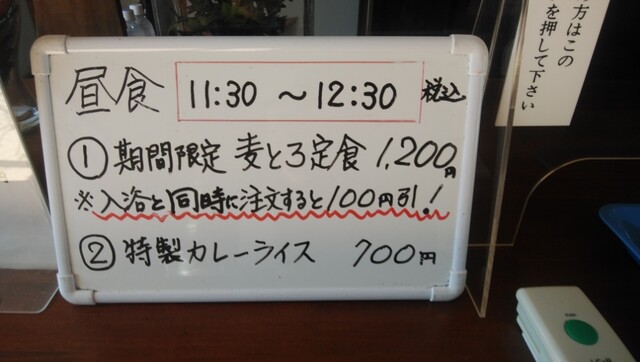 昼食 11:30 ～12:30 税込
① 期間限定 麦とろ定食 1,200円
※入浴と同時に注文すると100円引!
② 特製カレーライス 700円
方はこの
を押して下さい